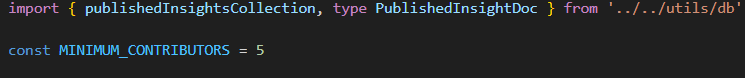 import { publishedInsightsCollection, type PublishedInsightDoc } from '../../utils/db'
const MINIMUM_CONTRIBUTORS = 5